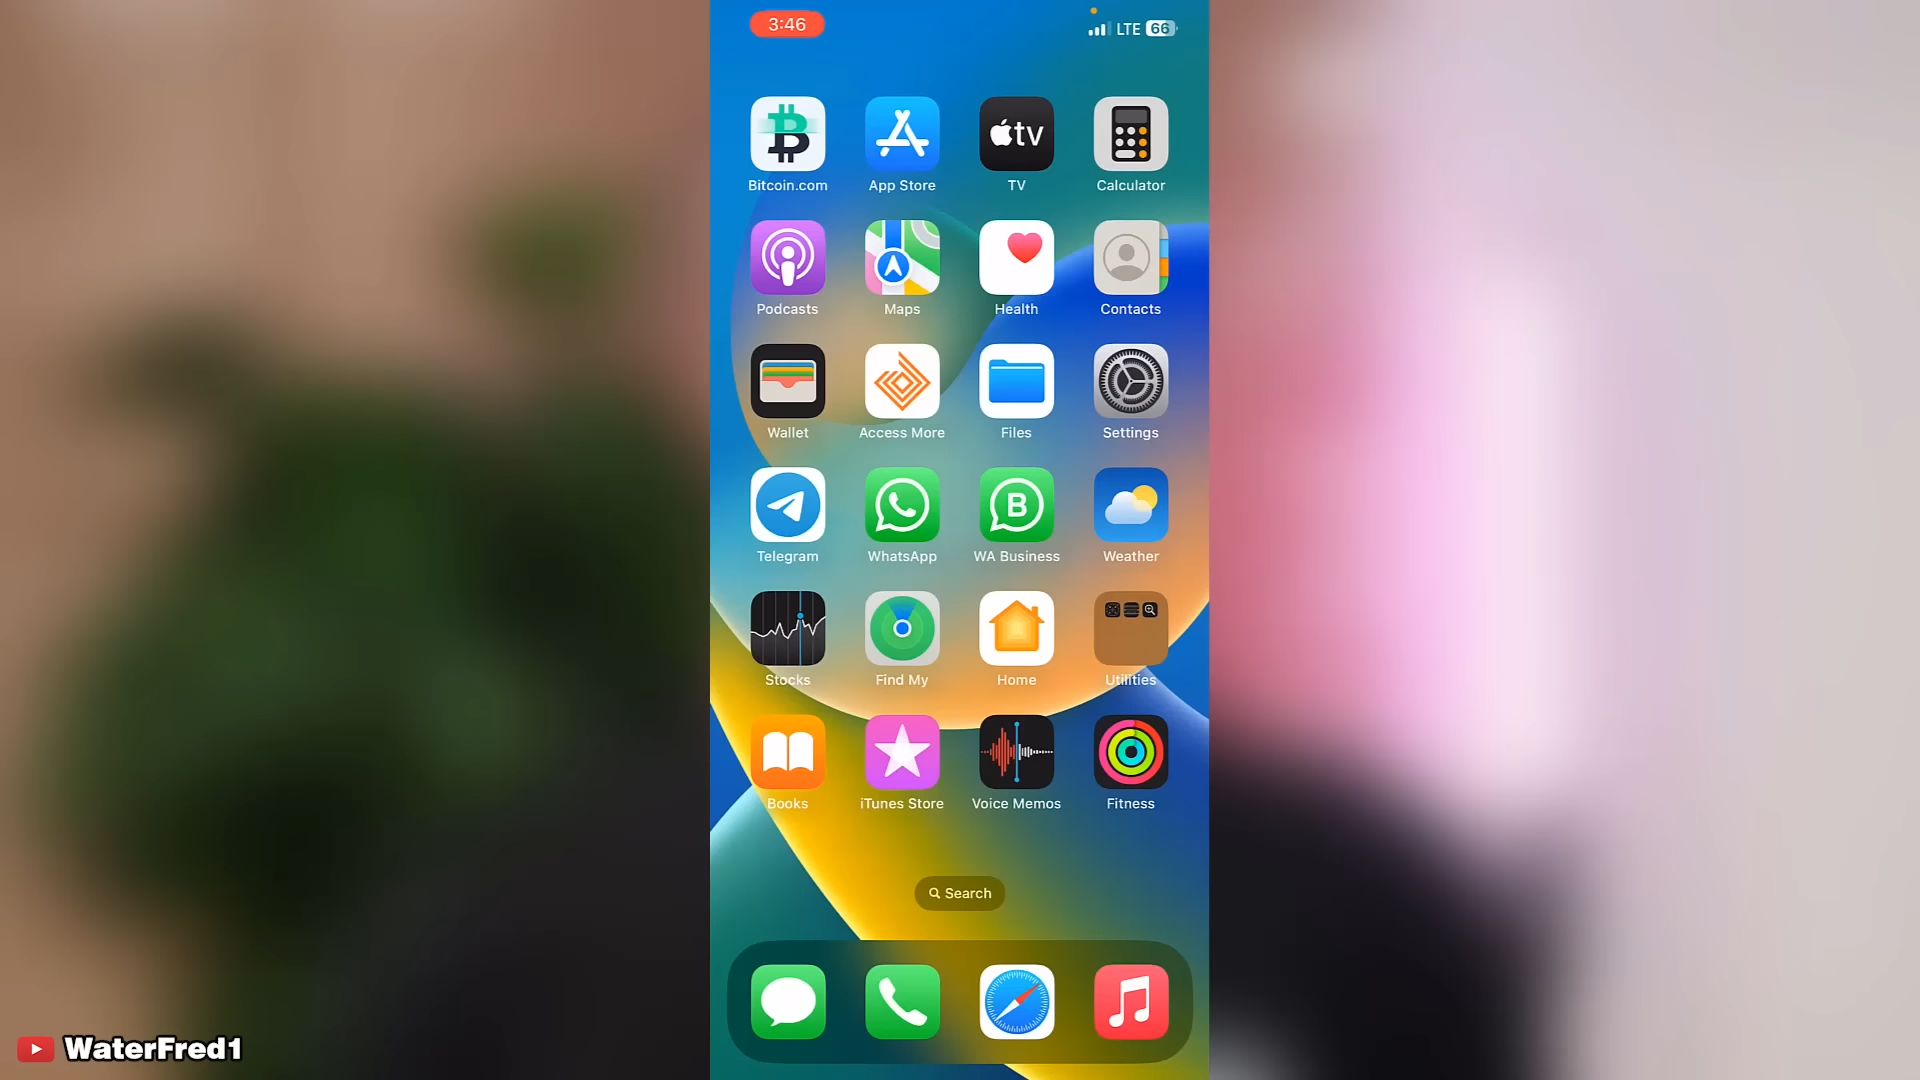 3:46
LTE 66
Bitcoin.com App Store TV Calculator
tv
Podcasts Maps Health Contacts
Wallet Access More Files Settings
B
Telegram WhatsApp WA Business Weather
Stocks Find My Home Utilities
Books iTunes Store Voice Memos Fitness
Search
WaterFred1